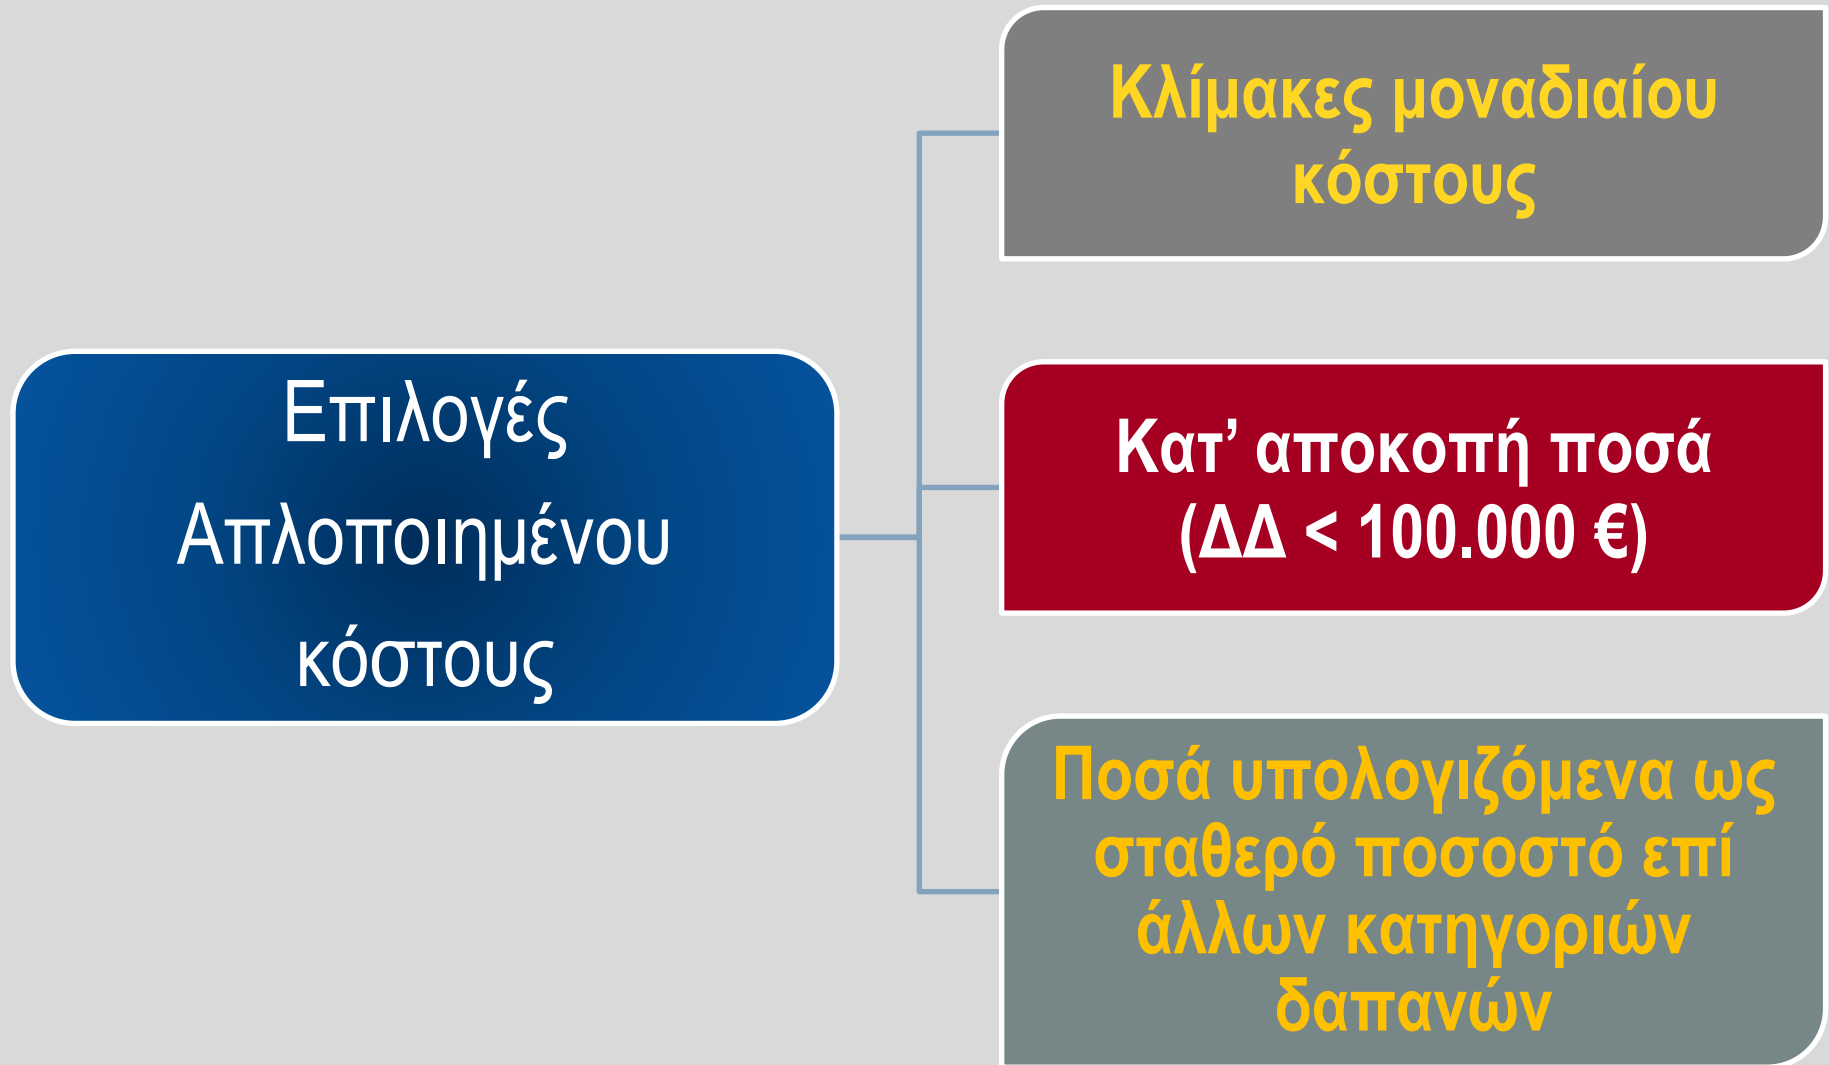 Επιλογές
Απλοποιημένου
κόστους
Κλίμακες μοναδιαίου
κόστους
Κατ’ αποκοπή ποσά
(ΔΔ < 100.000 €)
Ποσά υπολογιζόμενα ως
σταθερό ποσοστό επί
άλλων κατηγοριών
δαπανών